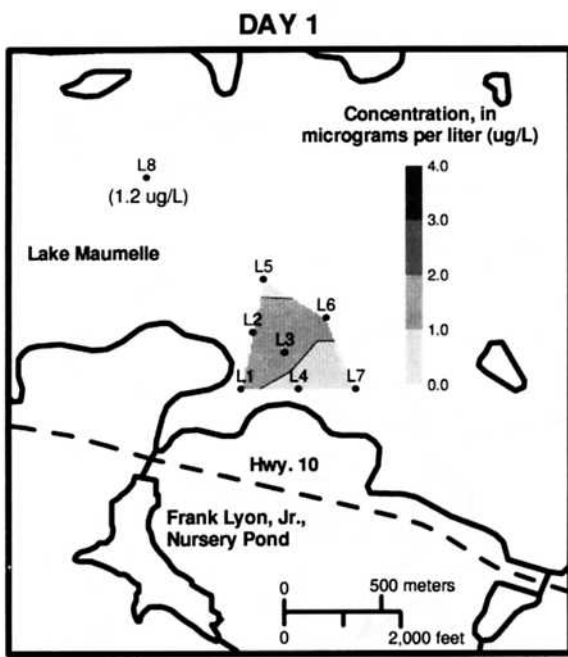 DAY 1
Concentration, in
micrograms per liter (ug/L)
4.0
3.0
2.0
1.0
0.0
L8
(1.2 ug/L)
Lake Maumelle
L5
L6
L2
L3
L1
L4
L7
Hwy. 10
Frank Lyon, Jr.,
Nursery Pond
0
500 meters
0
2,000 feet